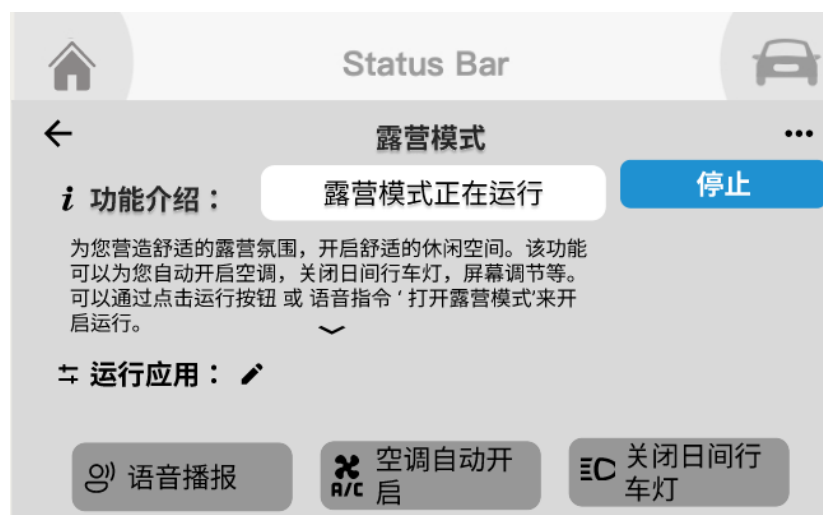 Status Bar
露营模式
功能介绍：
露营模式正在运行
停止
为您营造舒适的露营氛围，开启舒适的休闲空间。该功能
可以为您自动开启空调，关闭日间行车灯，屏幕调节等。
可以通过点击运行按钮 或 语音指令 ‘ 打开露营模式’来开
启运行。
运行应用：
语音播报
A/C
空调自动开
启
关闭日间行
车灯